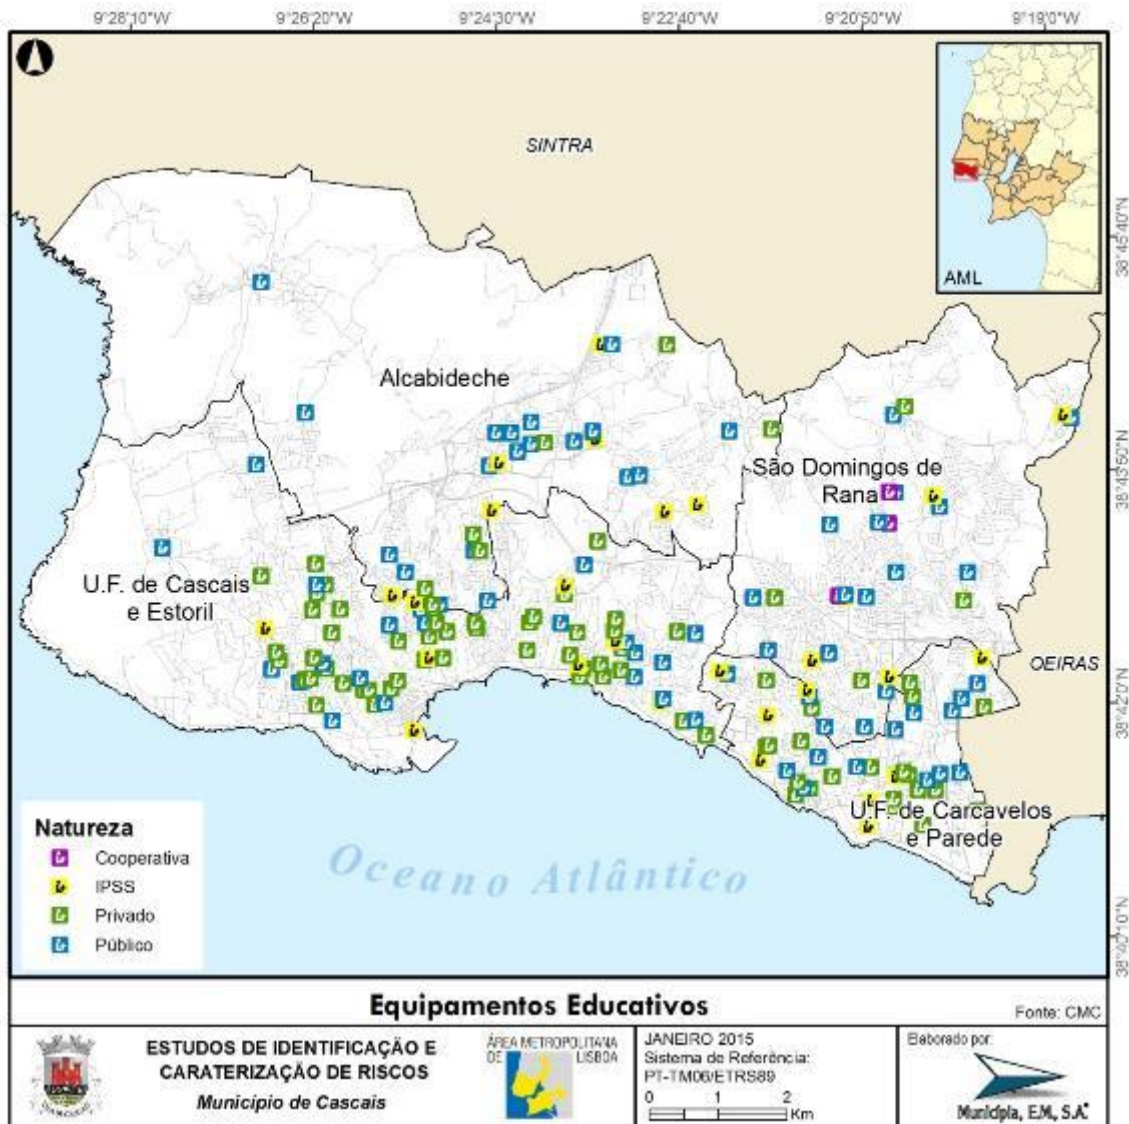 9°28'10"W 9°26'20"W 9°24'30"W 9°22'40"W 9°20'50"W 9°19'0"W
SINTRA
AML
38°45'40"N
Alcabideche
38°43'50"N
São Domingos de
Rana
U.F. de Cascais
e Estoril
OEIRAS
38°42'0"N
U.F. de Carcavelos
e Parede
Oceano Atlântico
Natureza
Cooperativa
IPSS
Privado
Público
38°40'10"N
Equipamentos Educativos
Fonte: CMC
ESTUDOS DE IDENTIFICAÇÃO E
CARATERIZAÇÃO DE RISCOS
Município de Cascais
ÁREA METROPOLITANA
DE LISBOA
JANEIRO 2015
Sistema de Referência:
PT-TM06/ETRS89
0 1 2
Km
Elaborado por:
Municípia, E.M., S.A.